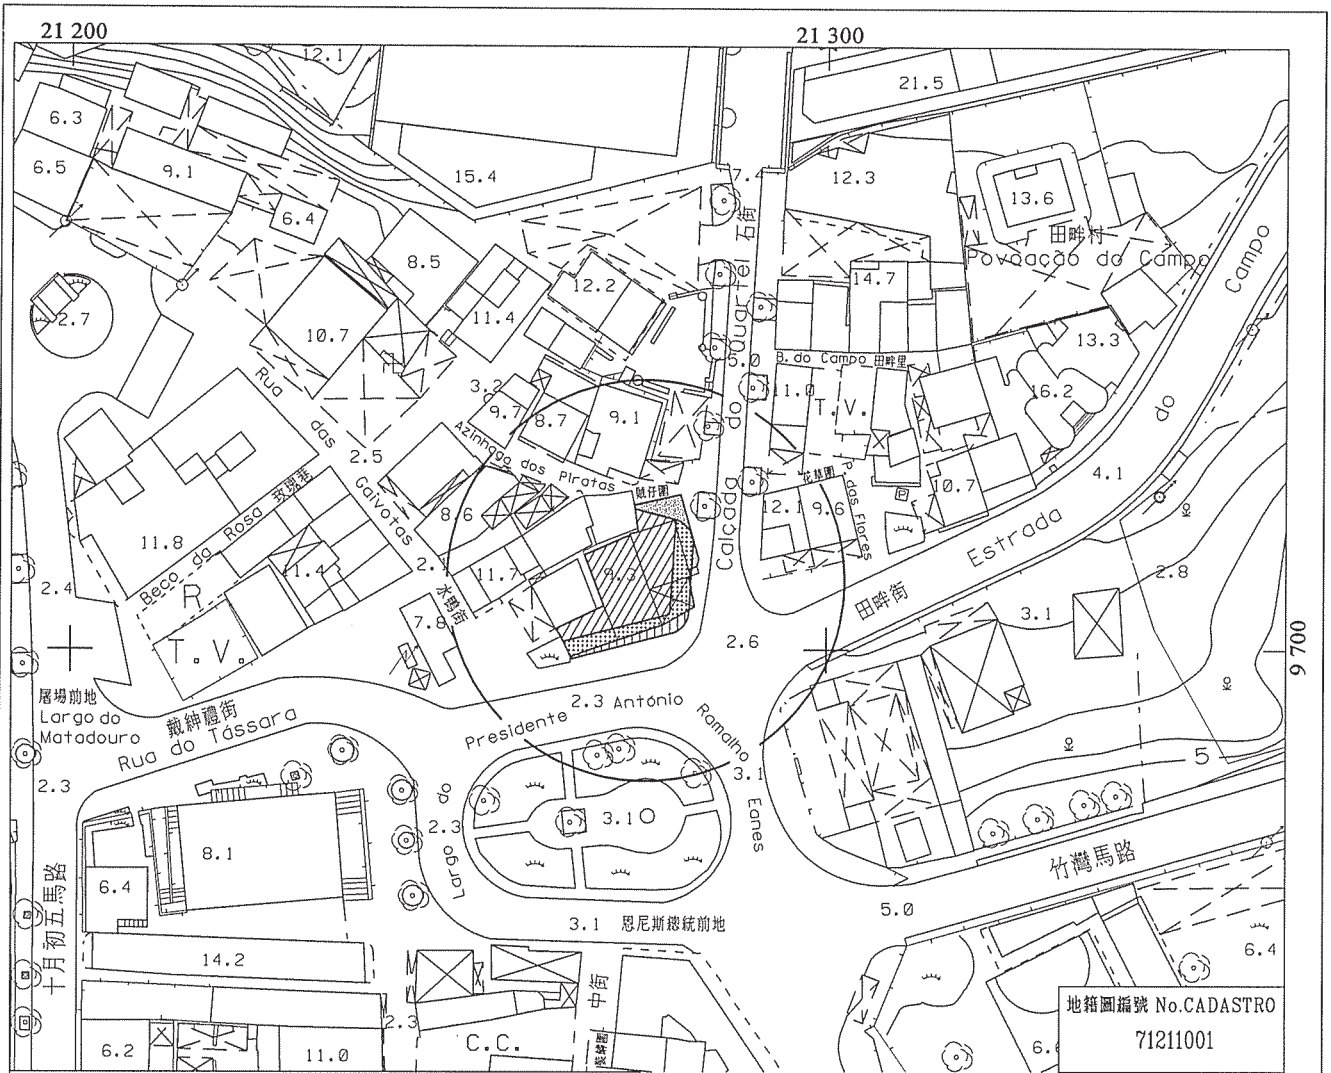 21 200
21 300
12.1
21.5
6.3
6.5
9.1
15.4
7.4
12.3
13.6
6.4
石街
田畔村
Povoação do Campo
8.5
12.2
14.7
2.7
11.4
10.7
5.0
B. do Campo 田畔里
13.3
Campo
3.2
9.7
8.7
9.1
11.0
T.V.
16.2
Rua das Gaivotas
Azinhaga dos Piratas
Calçada do Quartel
do
2.5
花草圍
4.1
8.6
12.1
9.6
P. das Flores
10.7
Beco da Rosa 玫瑰巷
11.8
11.4
2.1
11.7
9.3
Estrada
2.8
2.4
R
水鴨街
7.8
田畔街
3.1
T. V.
2.6
9 700
屠場前地
Largo do
Matadouro
戴紳禮街
Rua do Tássara
2.3 António
Presidente
Ramalho
Eanes
3.1
5
2.3
do
2.3
Largo
3.1
8.1
竹灣馬路
6.4
十月初五馬路
5.0
3.1 恩尼斯總統前地
6.4
14.2
中街
2.3
C.C.
6.2
11.0
6.6
地籍圖編號 No.CADASTRO
71211001